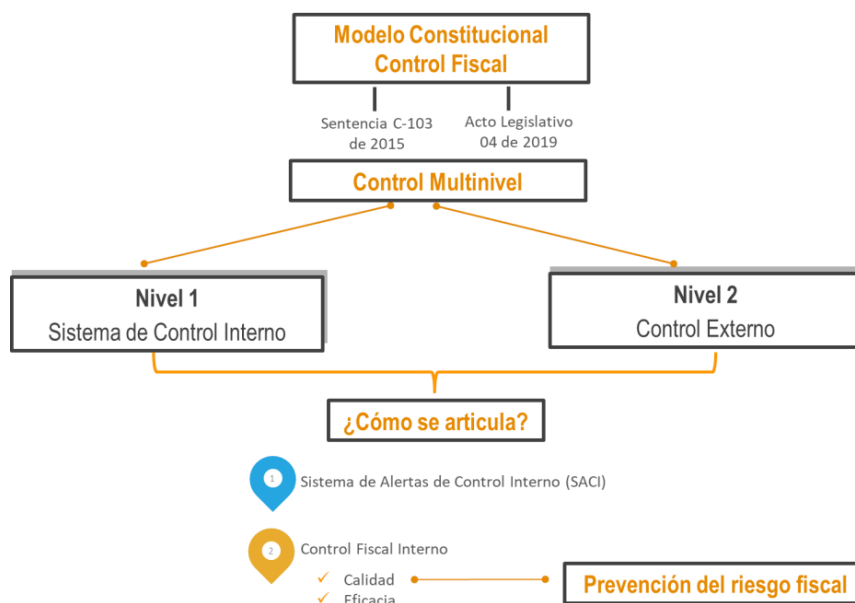 Modelo Constitucional
Control Fiscal
Sentencia C-103
de 2015
Acto Legislativo
04 de 2019
Control Multinivel
Nivel 1
Sistema de Control Interno
Nivel 2
Control Externo
¿Cómo se articula?
1
Sistema de Alertas de Control Interno (SACI)
2
Control Fiscal Interno
✓ Calidad
Prevención del riesgo fiscal
✓ Eficacia